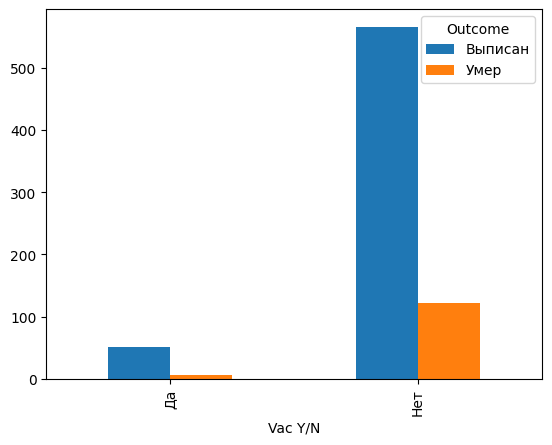 Outcome
Выписан
Умер
500
400
300
200
100
0
Да
Нет
Vac Y/N